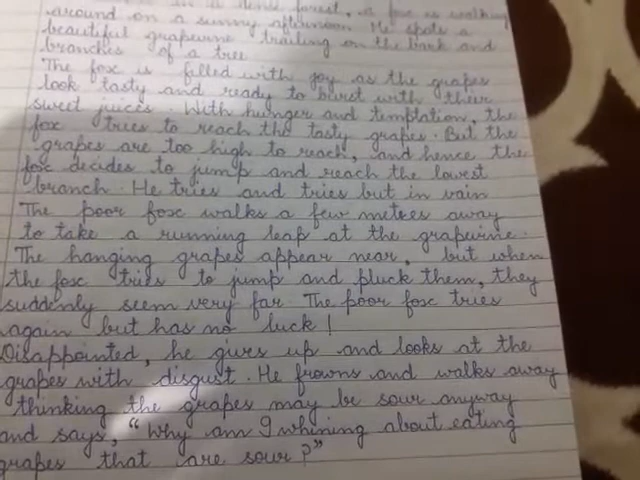 in a dense forest, a fox is walking
around on a sunny afternoon. He spots a
beautiful grapevine trailing on the bark and
branches of a tree
The fox is filled with joy as the grapes
look tasty and ready to burst with their
sweet juices. With hunger and temptation, the
fox tries to reach the tasty grapes. But the
grapes are too high to reach, and hence the
fox decides to jump and reach the lowest
branch. He tries and tries but in vain
The poor fox walks a few metees away
to take a running leap at the grapevine.
The hanging grapes appear near, but when
the fox tries to jump and pluck them, they
suddenly seem very far. The poor fox tries
again but has no luck!
Disappointed, he gives up and looks at the
grapes with disgust. He frowns and walks away
thinking the grapes may be sour anyway
and says, "Why am I whining about eating
grapes that are sour?"